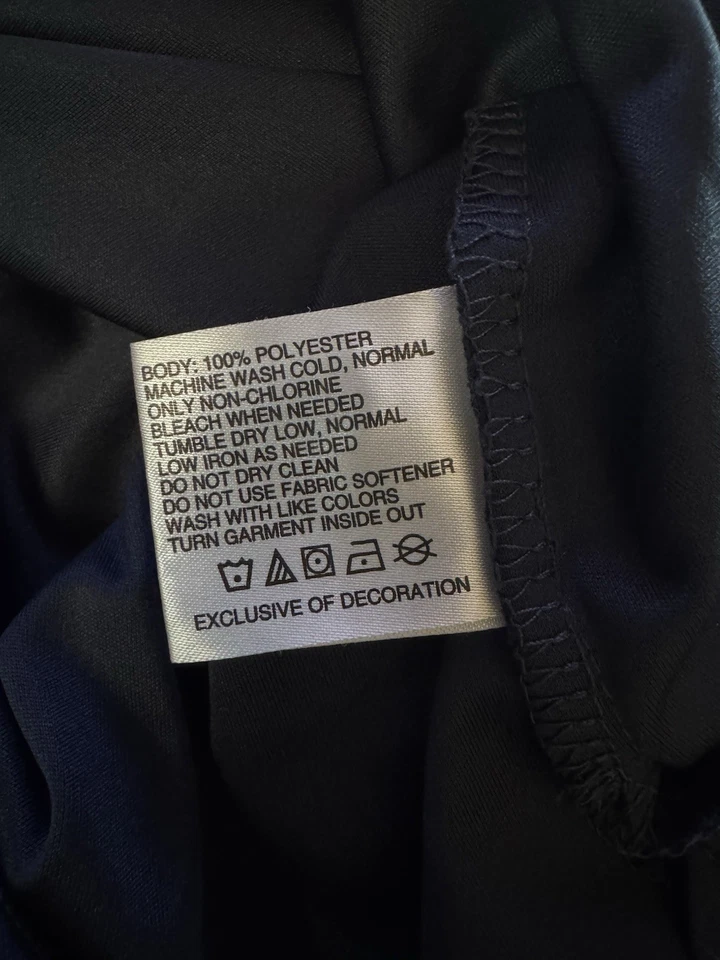 BODY: 100% POLYESTER
MACHINE WASH COLD, NORMAL
ONLY NON-CHLORINE
BLEACH WHEN NEEDED
TUMBLE DRY LOW, NORMAL
LOW IRON AS NEEDED
DO NOT DRY CLEAN
DO NOT USE FABRIC SOFTENER
WASH WITH LIKE COLORS
TURN GARMENT INSIDE OUT
EXCLUSIVE OF DECORATION